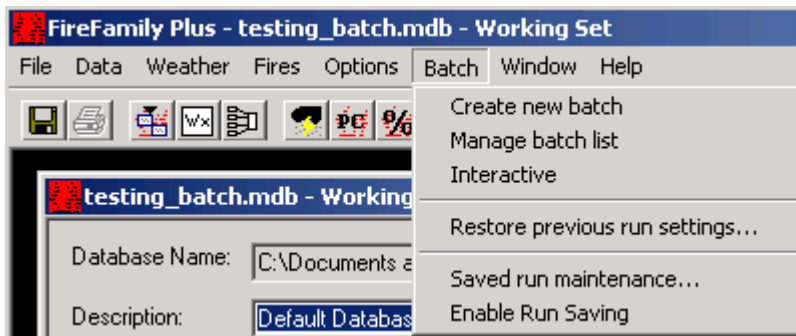 FireFamily Plus - testing_batch.mdb - Working Set
File Data Weather Fires Options Batch Window Help
Wx PC %
Create new batch
Manage batch list
Interactive
Restore previous run settings...
Saved run maintenance...
Enable Run Saving
testing_batch.mdb - Working
Database Name: C:\Documents a
Description: Default Databas